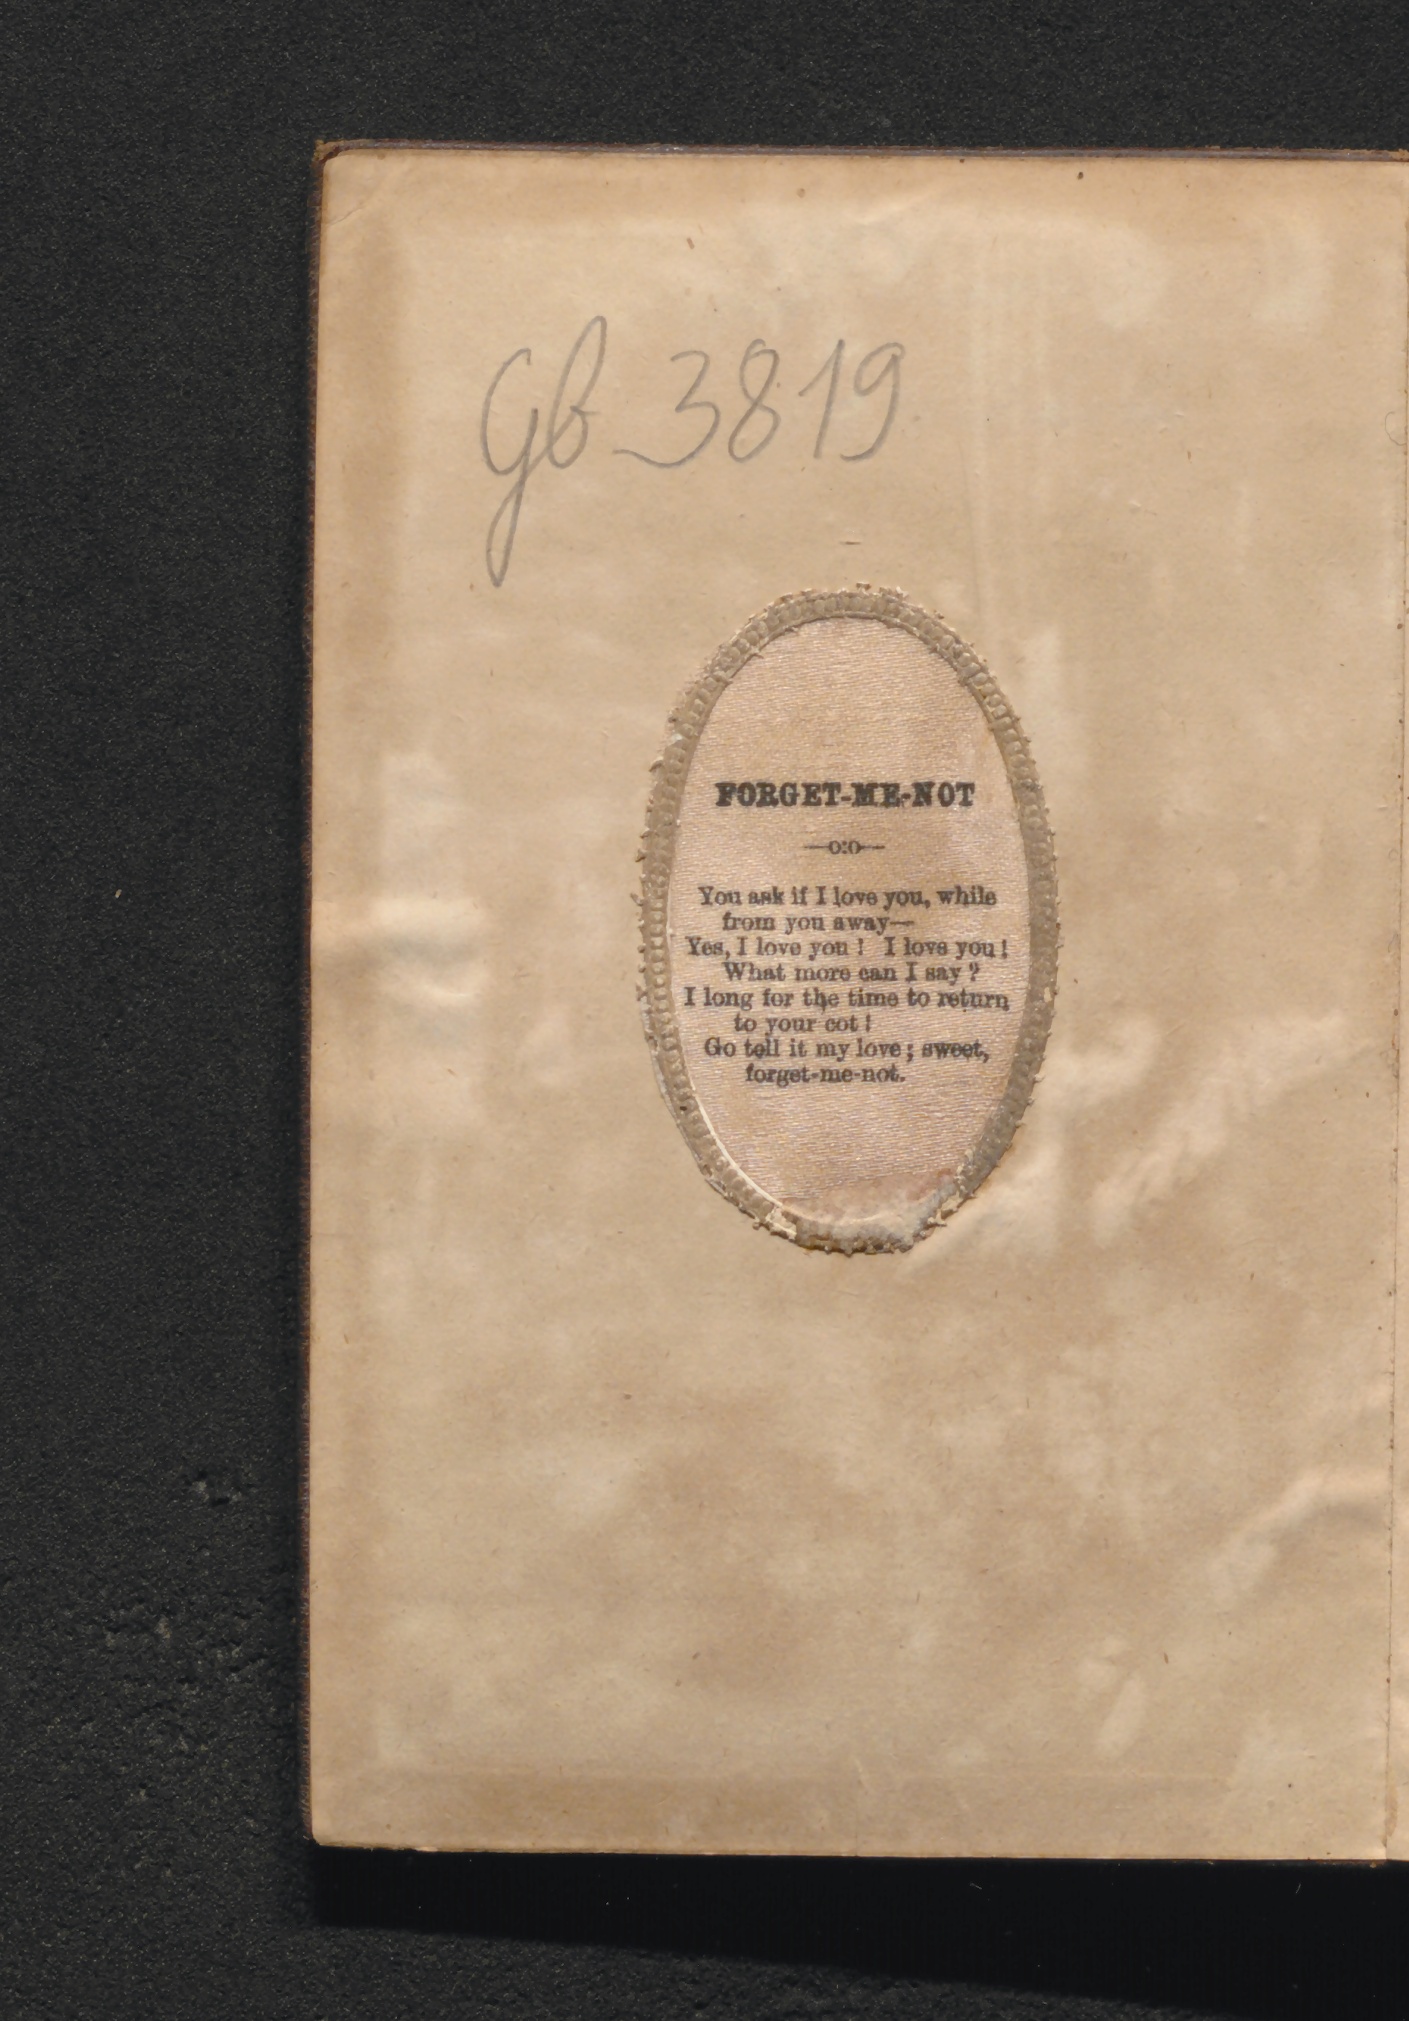 Gb 3819
FORGET-ME-NOT
—o:o—
You ask if I love you, while
from you away—
Yes, I love you! I love you!
What more can I say?
I long for the time to return
to your cot!
Go tell it my love; sweet,
forget-me-not.